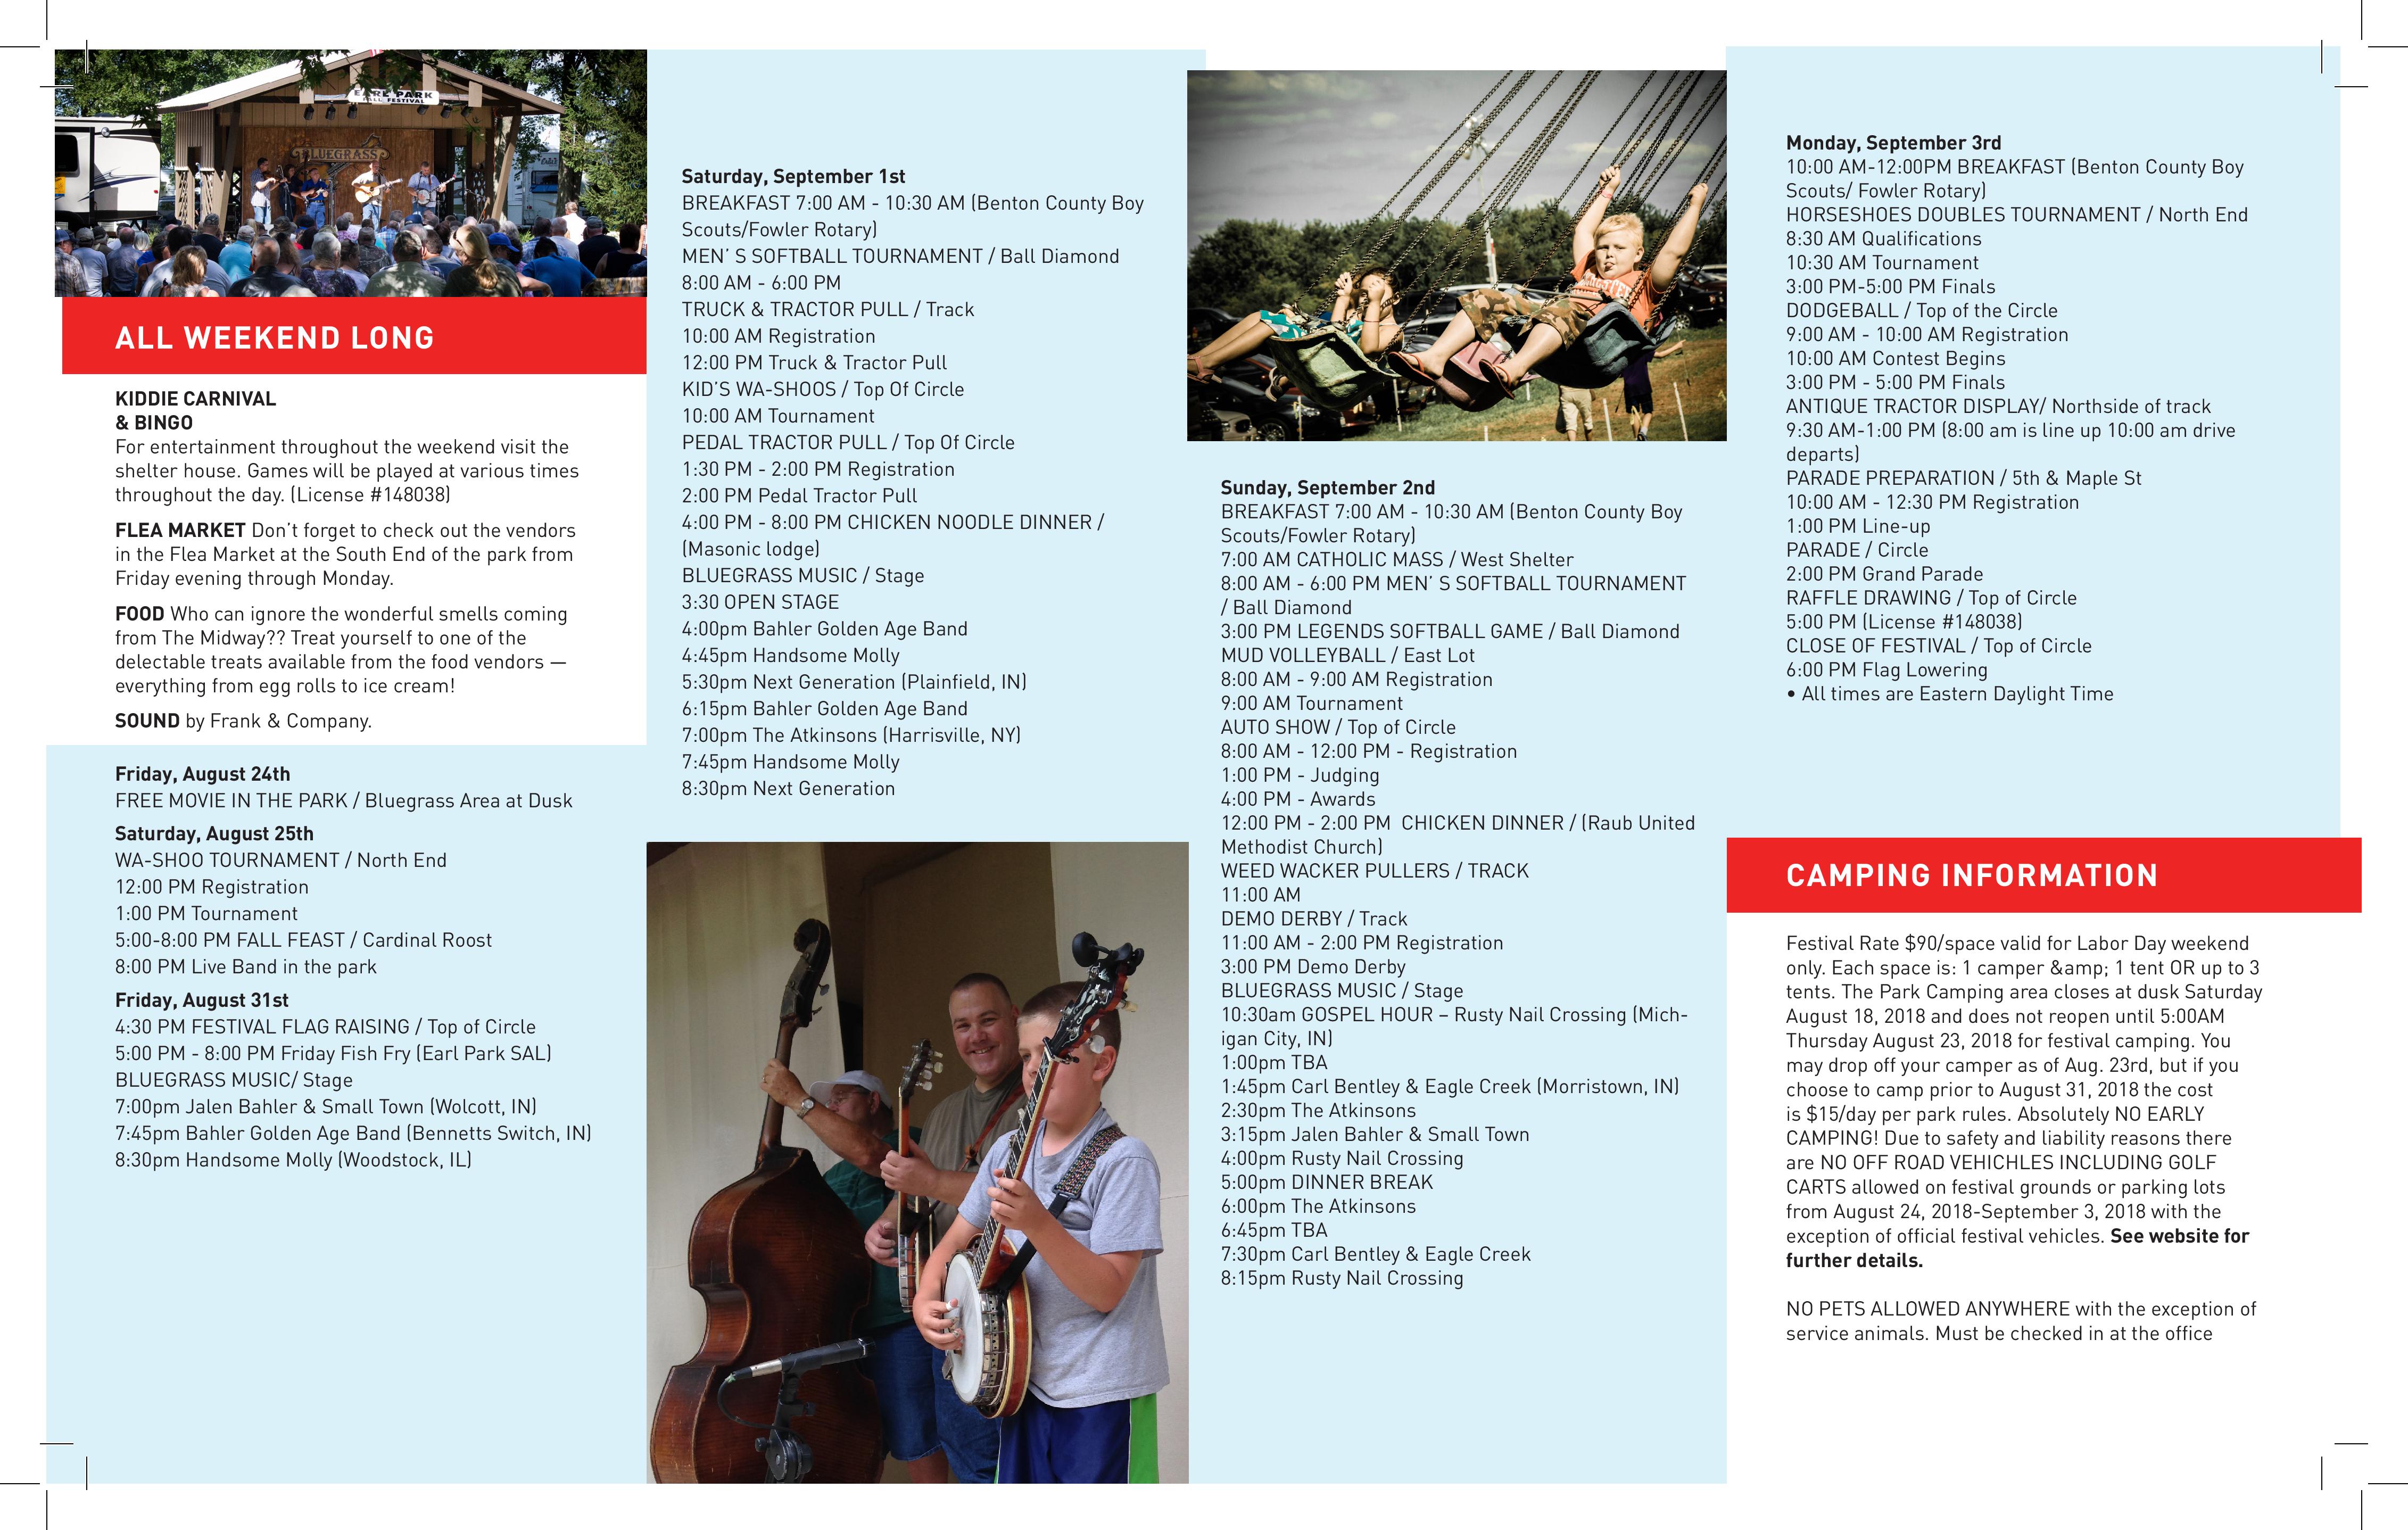 EARL PARK
FALL FESTIVAL
BLUEGRASS
ALL WEEKEND LONG
KIDDIE CARNIVAL
& BINGO
For entertainment throughout the weekend visit the
shelter house. Games will be played at various times
throughout the day. (License #148038)
FLEA MARKET Don’t forget to check out the vendors
in the Flea Market at the South End of the park from
Friday evening through Monday.
FOOD Who can ignore the wonderful smells coming
from The Midway?? Treat yourself to one of the
delectable treats available from the food vendors —
everything from egg rolls to ice cream!
SOUND by Frank & Company.
Friday, August 24th
FREE MOVIE IN THE PARK / Bluegrass Area at Dusk
Saturday, August 25th
WA-SHOO TOURNAMENT / North End
12:00 PM Registration
1:00 PM Tournament
5:00-8:00 PM FALL FEAST / Cardinal Roost
8:00 PM Live Band in the park
Friday, August 31st
4:30 PM FESTIVAL FLAG RAISING / Top of Circle
5:00 PM - 8:00 PM Friday Fish Fry (Earl Park SAL)
BLUEGRASS MUSIC/ Stage
7:00pm Jalen Bahler & Small Town (Wolcott, IN)
7:45pm Bahler Golden Age Band (Bennetts Switch, IN)
8:30pm Handsome Molly (Woodstock, IL)
Saturday, September 1st
BREAKFAST 7:00 AM - 10:30 AM (Benton County Boy
Scouts/Fowler Rotary)
MEN’ S SOFTBALL TOURNAMENT / Ball Diamond
8:00 AM - 6:00 PM
TRUCK & TRACTOR PULL / Track
10:00 AM Registration
12:00 PM Truck & Tractor Pull
KID’S WA-SHOOS / Top Of Circle
10:00 AM Tournament
PEDAL TRACTOR PULL / Top Of Circle
1:30 PM - 2:00 PM Registration
2:00 PM Pedal Tractor Pull
4:00 PM - 8:00 PM CHICKEN NOODLE DINNER /
(Masonic lodge)
BLUEGRASS MUSIC / Stage
3:30 OPEN STAGE
4:00pm Bahler Golden Age Band
4:45pm Handsome Molly
5:30pm Next Generation (Plainfield, IN)
6:15pm Bahler Golden Age Band
7:00pm The Atkinsons (Harrisville, NY)
7:45pm Handsome Molly
8:30pm Next Generation
Sunday, September 2nd
BREAKFAST 7:00 AM - 10:30 AM (Benton County Boy
Scouts/Fowler Rotary)
7:00 AM CATHOLIC MASS / West Shelter
8:00 AM - 6:00 PM MEN’ S SOFTBALL TOURNAMENT
/ Ball Diamond
3:00 PM LEGENDS SOFTBALL GAME / Ball Diamond
MUD VOLLEYBALL / East Lot
8:00 AM - 9:00 AM Registration
9:00 AM Tournament
AUTO SHOW / Top of Circle
8:00 AM - 12:00 PM - Registration
1:00 PM - Judging
4:00 PM - Awards
12:00 PM - 2:00 PM  CHICKEN DINNER / (Raub United
Methodist Church)
WEED WACKER PULLERS / TRACK
11:00 AM
DEMO DERBY / Track
11:00 AM - 2:00 PM Registration
3:00 PM Demo Derby
BLUEGRASS MUSIC / Stage
10:30am GOSPEL HOUR – Rusty Nail Crossing (Mich-
igan City, IN)
1:00pm TBA
1:45pm Carl Bentley & Eagle Creek (Morristown, IN)
2:30pm The Atkinsons
3:15pm Jalen Bahler & Small Town
4:00pm Rusty Nail Crossing
5:00pm DINNER BREAK
6:00pm The Atkinsons
6:45pm TBA
7:30pm Carl Bentley & Eagle Creek
8:15pm Rusty Nail Crossing
Monday, September 3rd
10:00 AM-12:00PM BREAKFAST (Benton County Boy
Scouts/ Fowler Rotary)
HORSESHOES DOUBLES TOURNAMENT / North End
8:30 AM Qualifications
10:30 AM Tournament
3:00 PM-5:00 PM Finals
DODGEBALL / Top of the Circle
9:00 AM - 10:00 AM Registration
10:00 AM Contest Begins
3:00 PM - 5:00 PM Finals
ANTIQUE TRACTOR DISPLAY/ Northside of track
9:30 AM-1:00 PM (8:00 am is line up 10:00 am drive
departs)
PARADE PREPARATION / 5th & Maple St
10:00 AM - 12:30 PM Registration
1:00 PM Line-up
PARADE / Circle
2:00 PM Grand Parade
RAFFLE DRAWING / Top of Circle
5:00 PM (License #148038)
CLOSE OF FESTIVAL / Top of Circle
6:00 PM Flag Lowering
• All times are Eastern Daylight Time
CAMPING INFORMATION
Festival Rate $90/space valid for Labor Day weekend
only. Each space is: 1 camper &amp; 1 tent OR up to 3
tents. The Park Camping area closes at dusk Saturday
August 18, 2018 and does not reopen until 5:00AM
Thursday August 23, 2018 for festival camping. You
may drop off your camper as of Aug. 23rd, but if you
choose to camp prior to August 31, 2018 the cost
is $15/day per park rules. Absolutely NO EARLY
CAMPING! Due to safety and liability reasons there
are NO OFF ROAD VEHICHLES INCLUDING GOLF
CARTS allowed on festival grounds or parking lots
from August 24, 2018-September 3, 2018 with the
exception of official festival vehicles. See website for
further details.
NO PETS ALLOWED ANYWHERE with the exception of
service animals. Must be checked in at the office